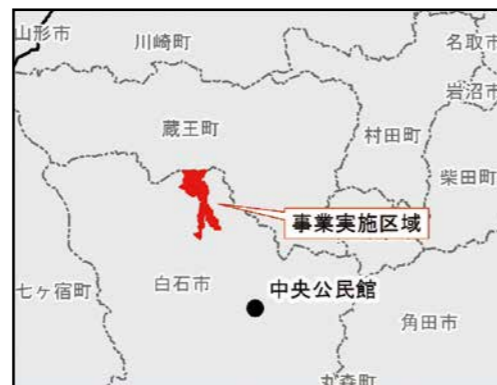 山形市
川崎町
名取市
岩沼市
蔵王町
村田町
柴田町
事業実施区域
七ヶ宿町
白石市
中央公民館
角田市
丸森町